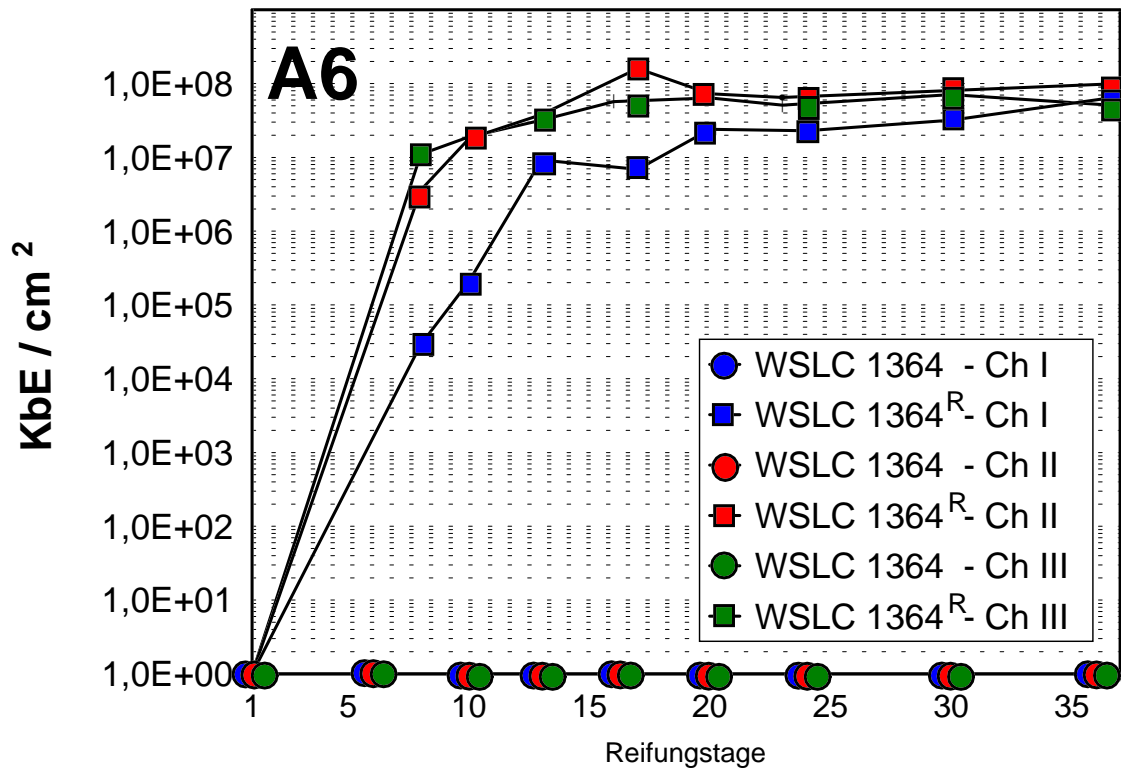 A6
KbE / cm 2
1,0E+08
1,0E+07
1,0E+06
1,0E+05
1,0E+04
1,0E+03
1,0E+02
1,0E+01
1,0E+00
WSLC 1364 - Ch I
WSLC 1364R- Ch I
WSLC 1364 - Ch II
WSLC 1364R- Ch II
WSLC 1364 - Ch III
WSLC 1364R- Ch III
1 5 10 15 20 25 30 35
Reifungstage